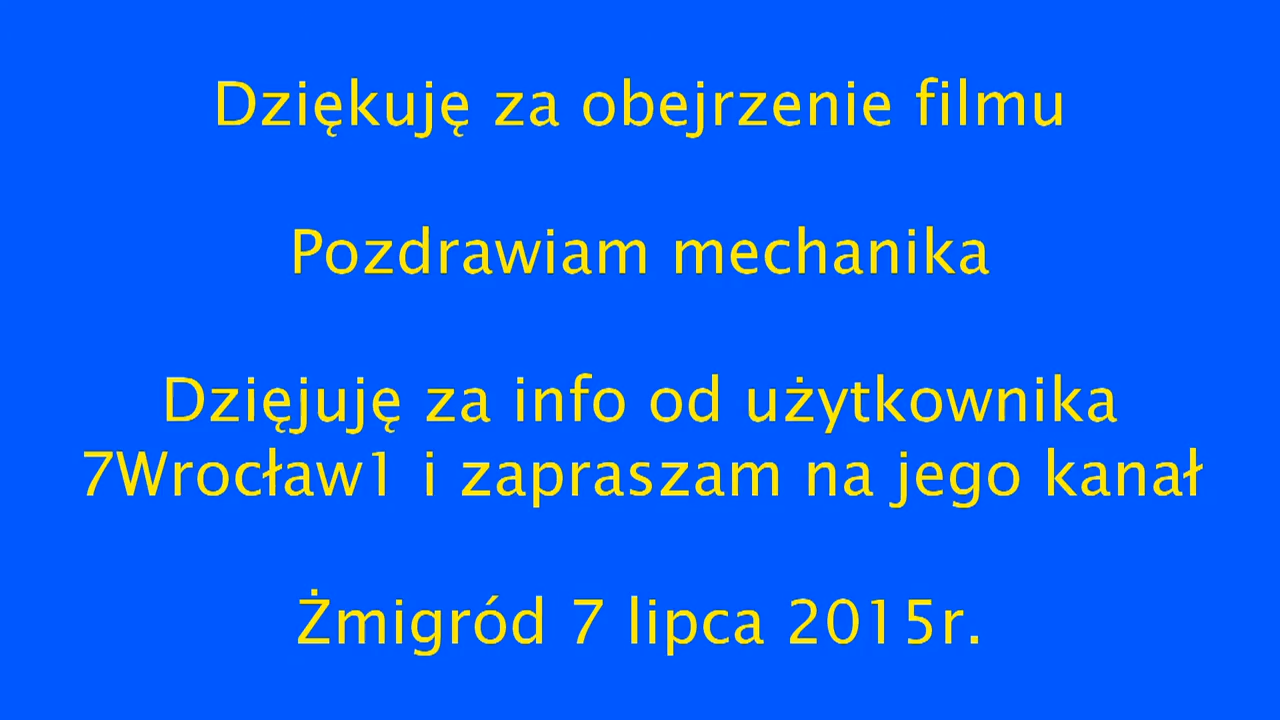 Dziękuję za obejrzenie filmu
Pozdrawiam mechanika
Dzięjuję za info od użytkownika
7Wrocław1 i zapraszam na jego kanał
Żmigród 7 lipca 2015r.